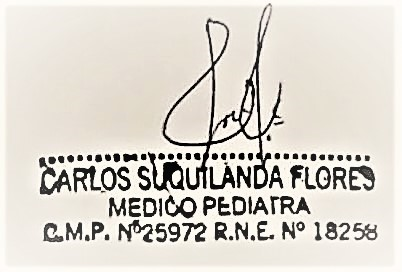 CARLOS SUQUILANDA FLORES
MEDICO PEDIATRA
C.M.P. Nº25972 R.N.E. Nº 18258